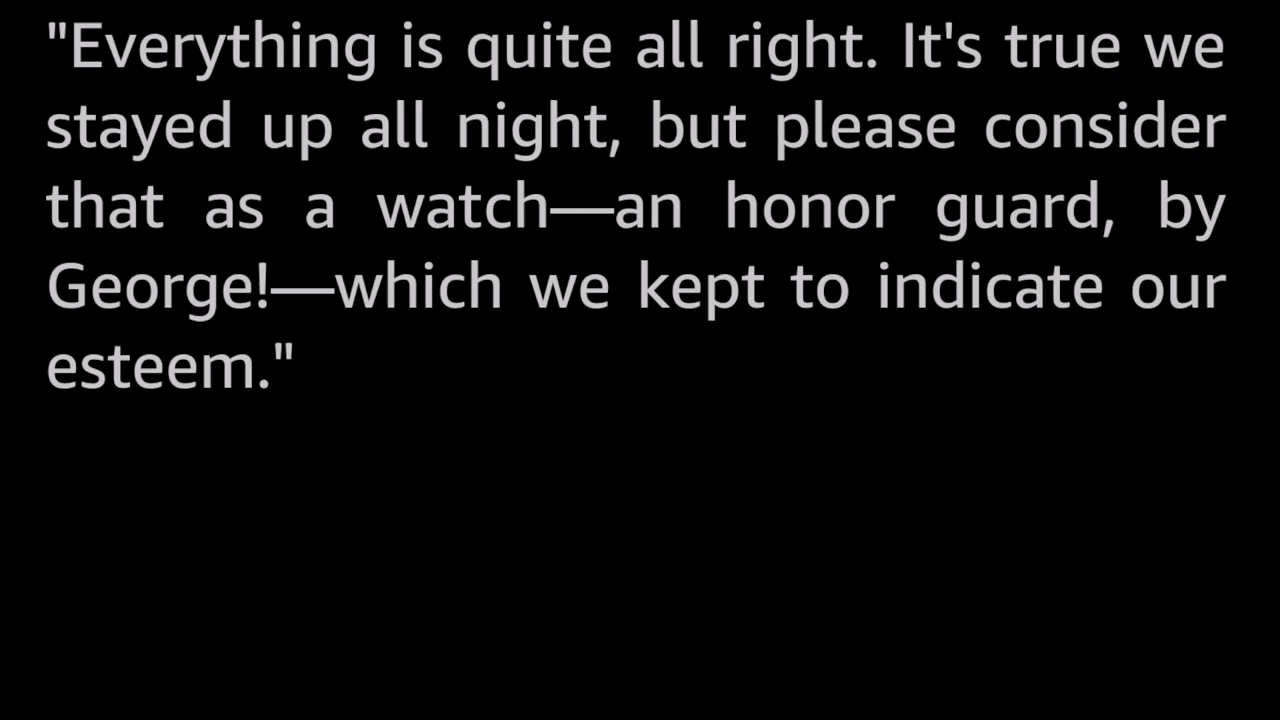 "Everything is quite all right. It's true we
stayed up all night, but please consider
that as a watch—an honor guard, by
George!—which we kept to indicate our
esteem."